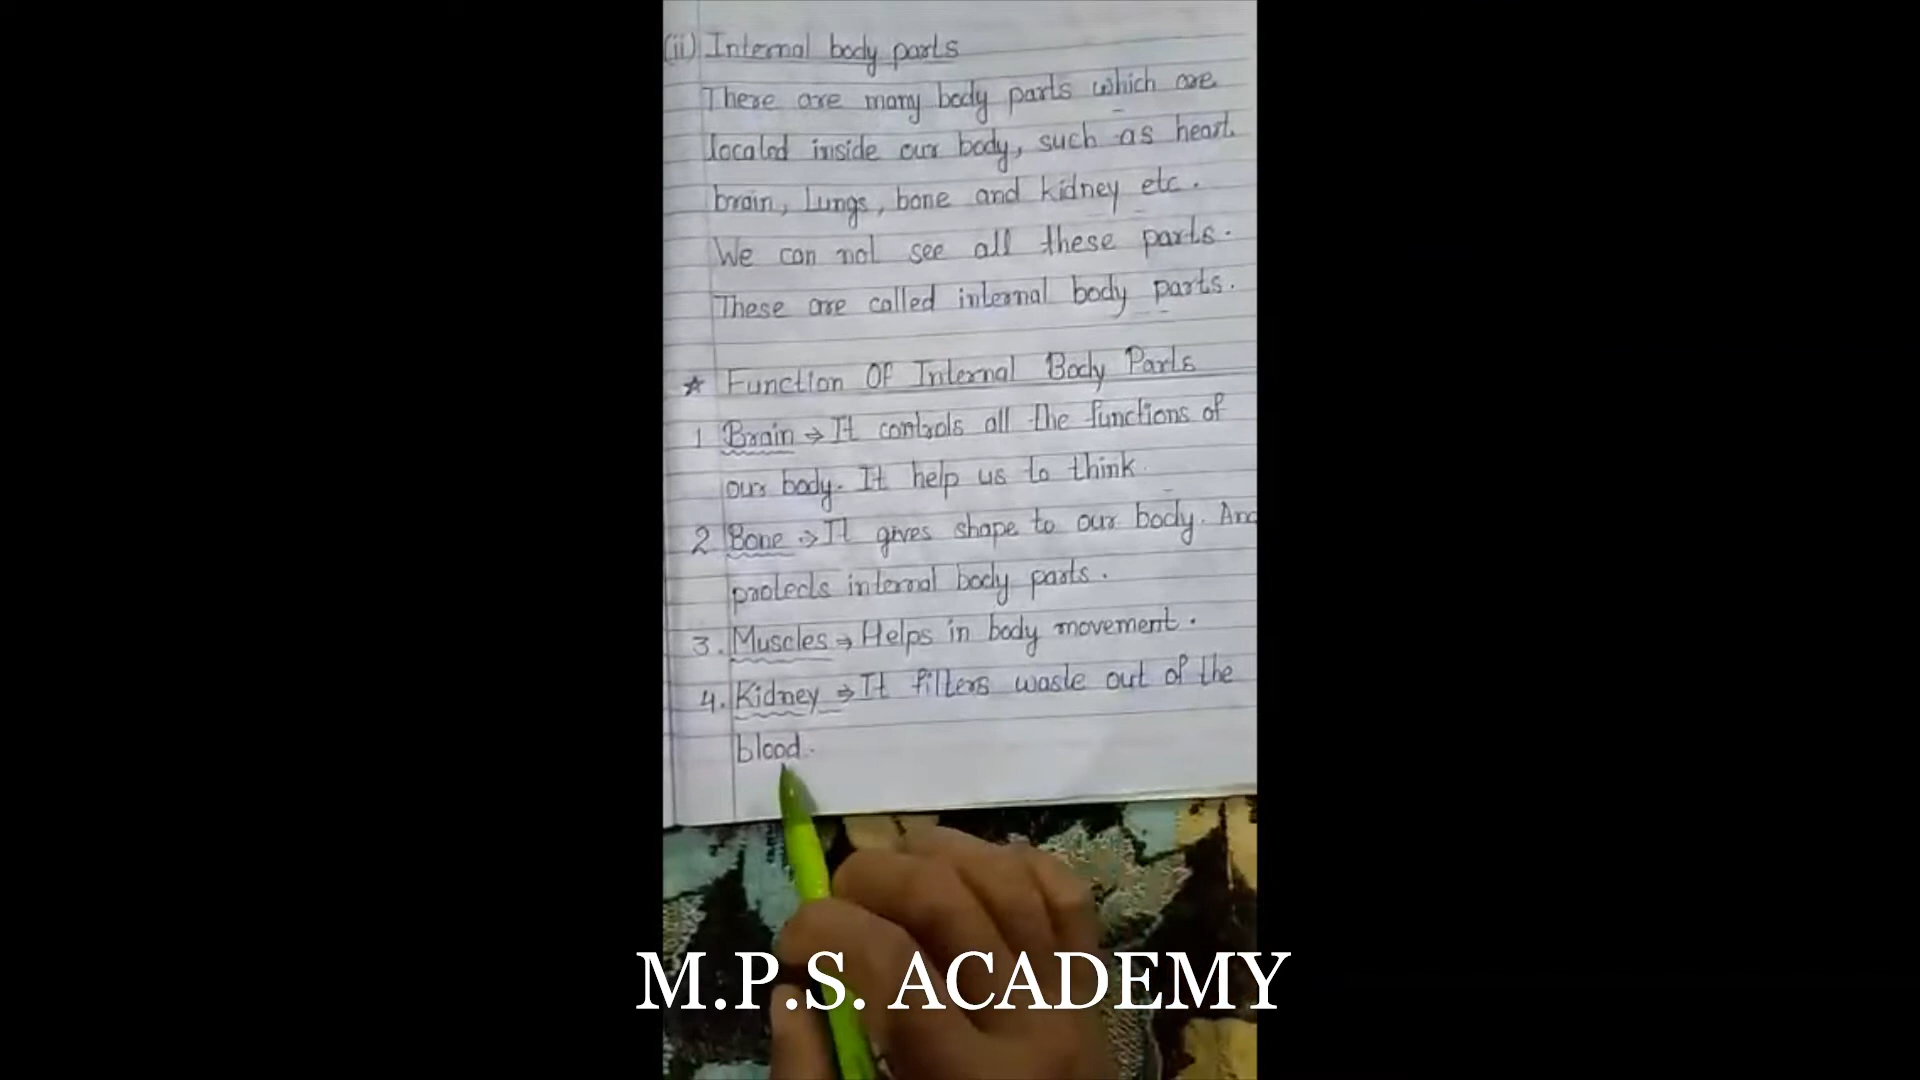 (ii) Internal body parts
There are many body parts which are
located inside our body, such as heart.
brain, Lungs, bone and kidney etc.
We can not see all these parts.
These are called internal body parts.
☆ Function Of Internal Body Parts
1 Brain → It controls all the functions of
our body. It help us to think.
2 Bone → It gives shape to our body. And
protects internal body parts.
3. Muscles → Helps in body movement.
4. Kidney → It filters waste out of the
blood.
M.P.S. ACADEMY